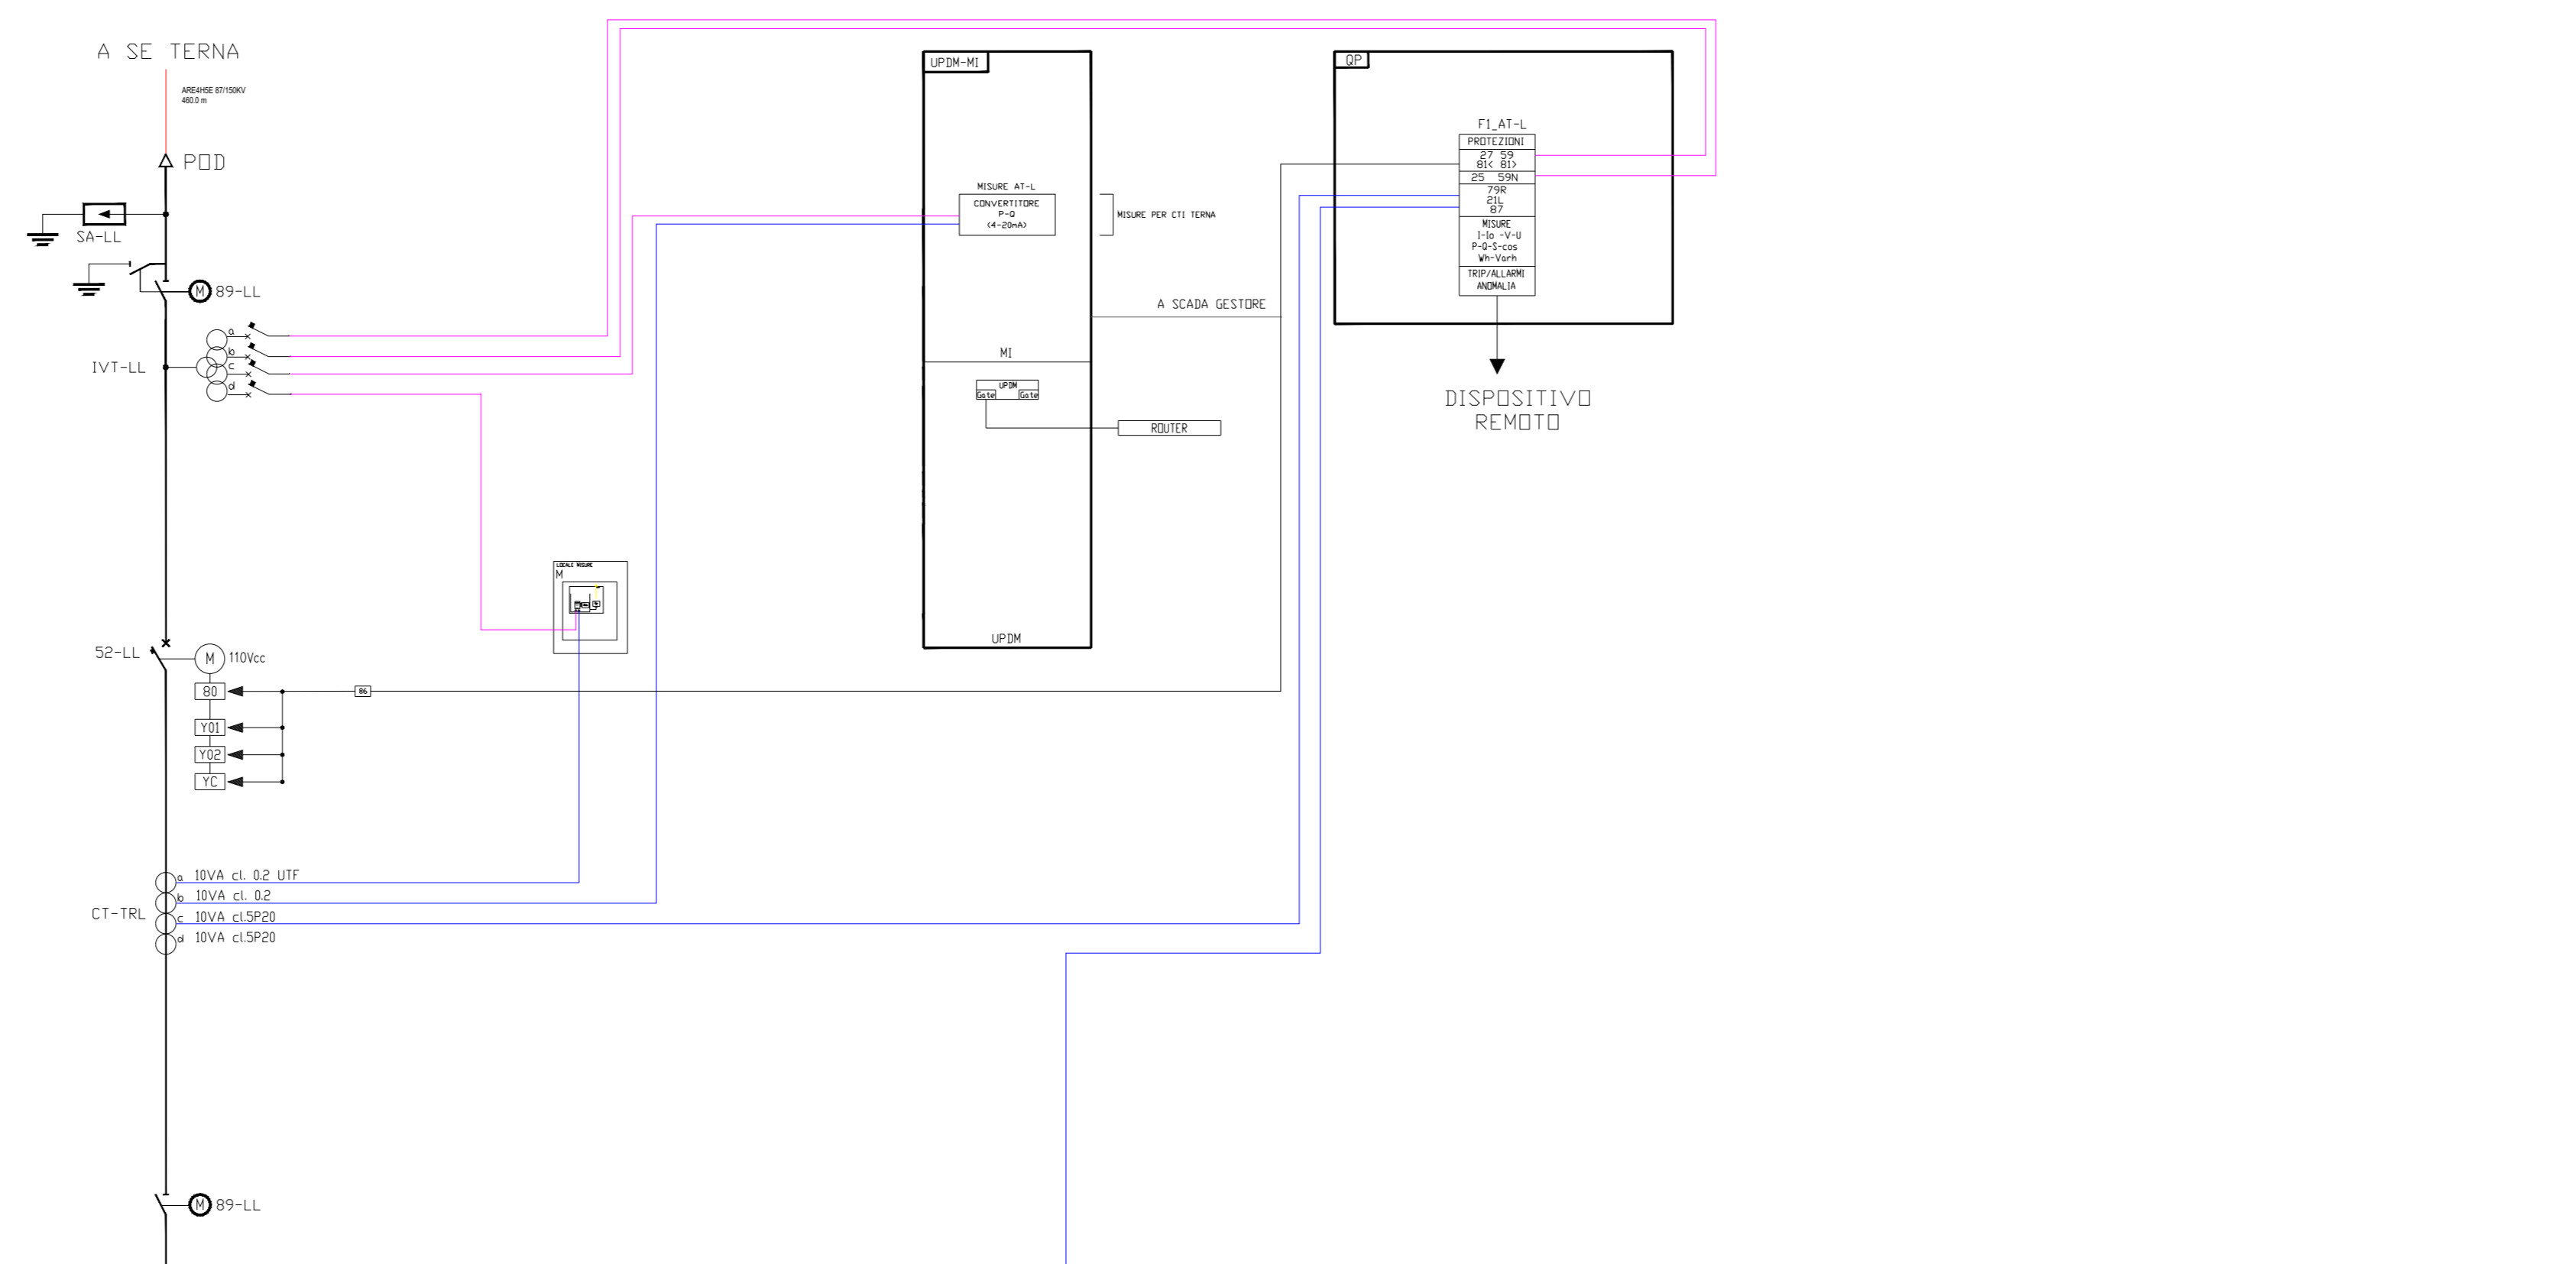 A SE TERNA
ARE4H5E 87/150KV
460.0 m
POD
SA-LL
M 89-LL
IVT-LL
a
b
c
d
UPDM-MI
MISURE AT-L
CONVERTITORE
P-Q
(4-20mA)
MISURE PER CTI TERNA
A SCADA GESTORE
MI
UPDM
Gate Gate
ROUTER
UPDM
QP
F1_AT-L
PROTEZIONI
27 59
81< 81>
25 59N
79R
21L
87
MISURE
I-Io -V-U
P-Q-S-cos
Wh-Varh
TRIP/ALLARMI
ANOMALIA
DISPOSITIVO
REMOTO
LOCALE MISURE
M
52-LL M 110Vcc
80
86
Y01
Y02
YC
CT-TRL
a 10VA cl. 0.2 UTF
b 10VA cl. 0.2
c 10VA cl.5P20
d 10VA cl.5P20
M 89-LL